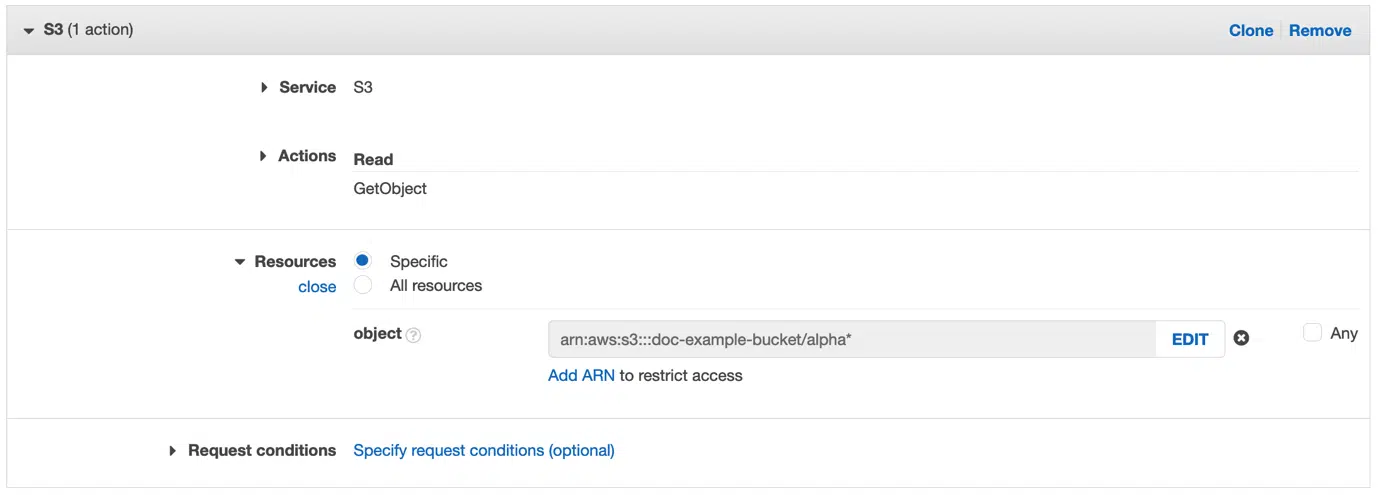 S3 (1 action)
Clone Remove
Service S3
Actions Read
GetObject
Resources Specific
close All resources
object ?
arn:aws:s3:::doc-example-bucket/alpha* EDIT Any
Add ARN to restrict access
Request conditions Specify request conditions (optional)